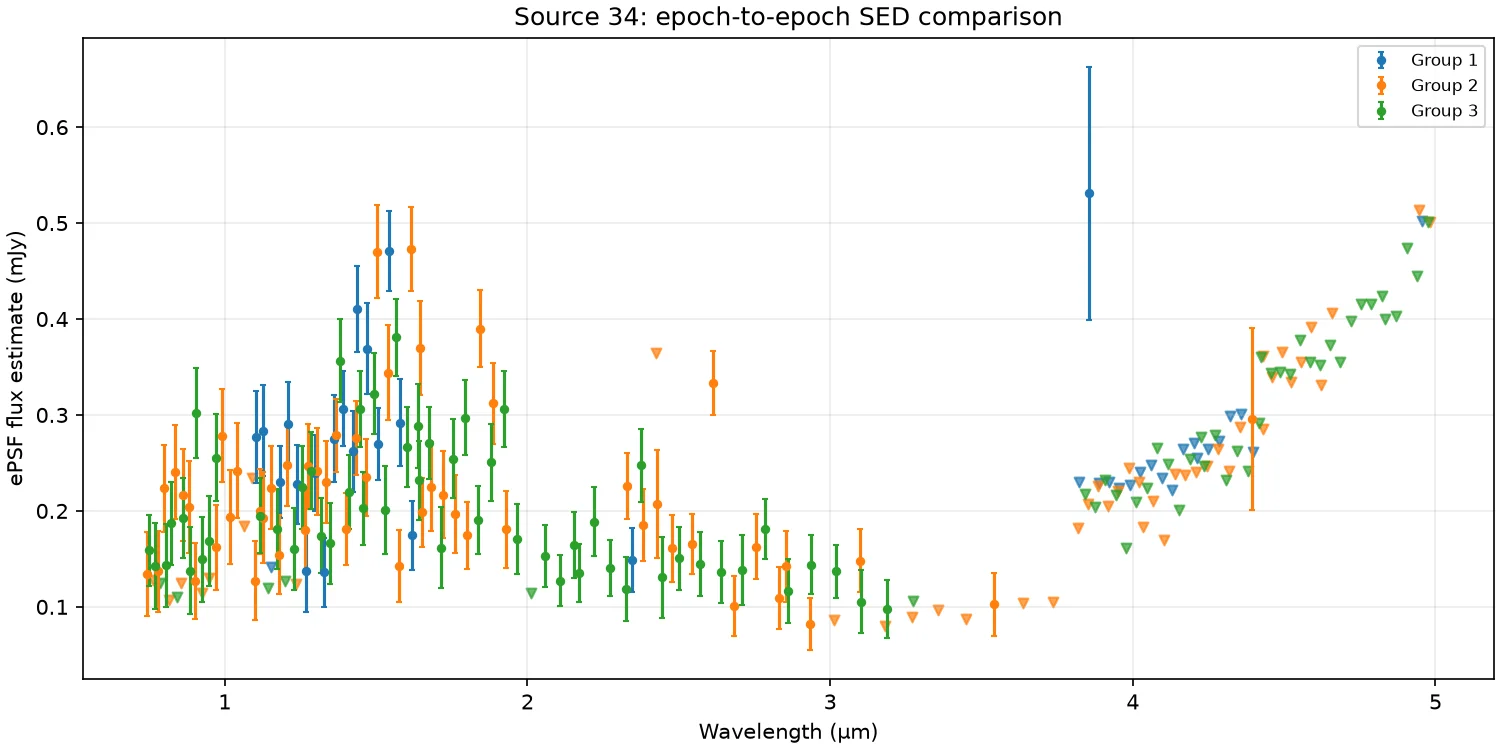 Source 34: epoch-to-epoch SED comparison
Group 1
Group 2
Group 3
ePSF flux estimate (mJy)
0.6
0.5
0.4
0.3
0.2
0.1
1 2 3 4 5
Wavelength (μm)